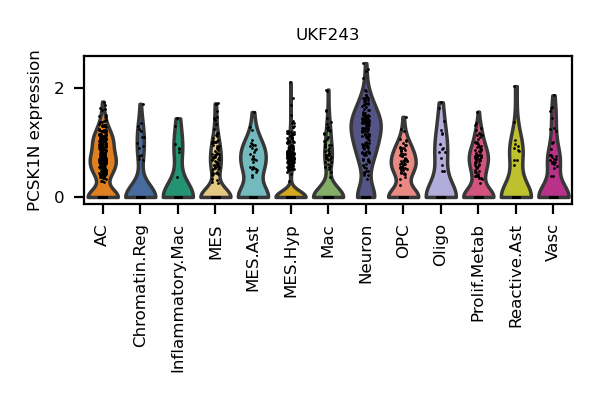 UKF243
PCSK1N expression
2
0
AC
Chromatin.Reg
Inflammatory.Mac
MES
MES.Ast
MES.Hyp
Mac
Neuron
OPC
Oligo
Prolif.Metab
Reactive.Ast
Vasc